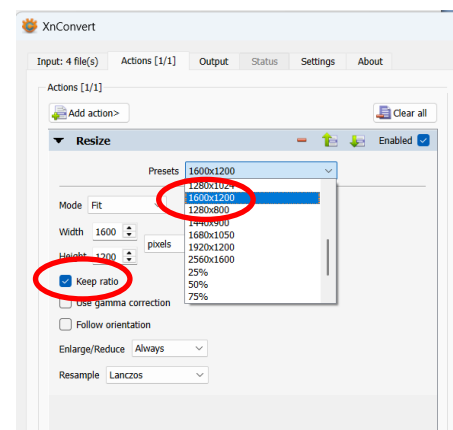 XnConvert
Input: 4 file(s) Actions [1/1] Output Status Settings About
Actions [1/1]
Add action> Clear all
Resize Enabled
Presets 1600x1200
1280x1024
1600x1200
1280x800
1440x900
1680x1050
1920x1200
2560x1600
25%
50%
75%
Mode Fit
Width 1600
pixels
Height 1200
Keep ratio
Use gamma correction
Follow orientation
Enlarge/Reduce Always
Resample Lanczos